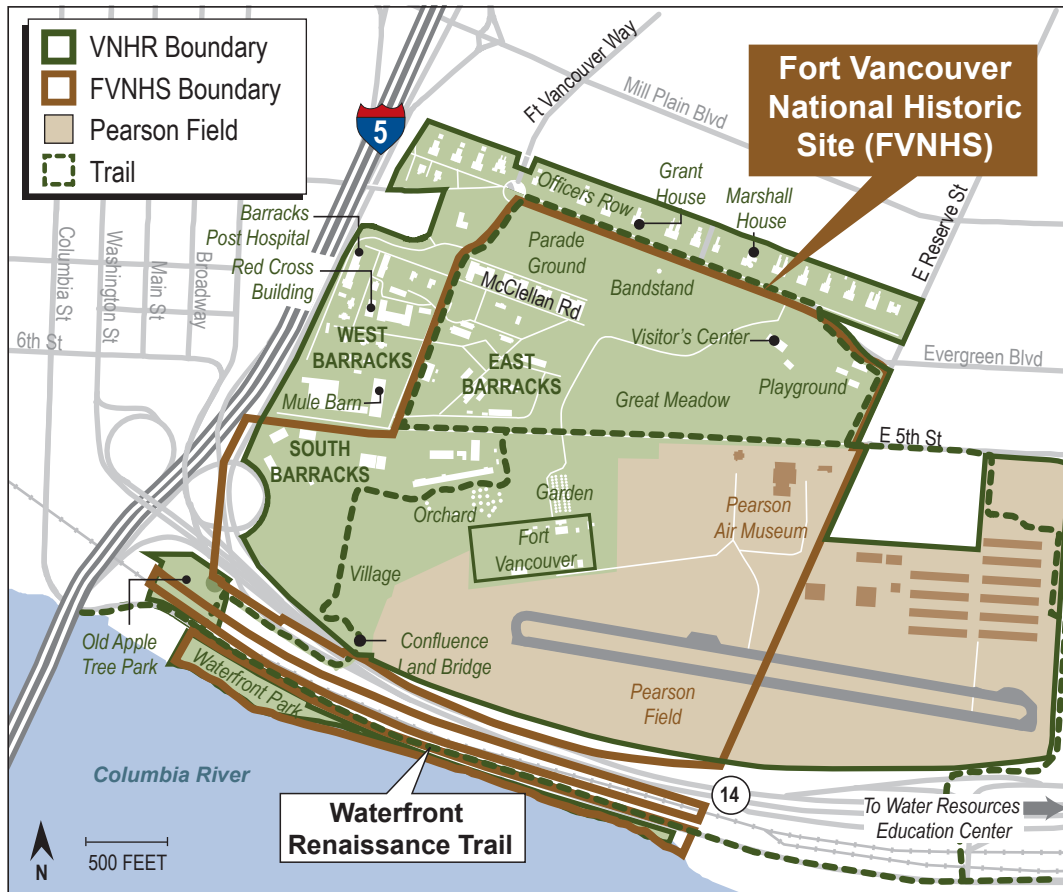 VNHR Boundary
FVNHS Boundary
Pearson Field
Trail
5
Ft Vancouver Way
Mill Plain Blvd
Fort Vancouver
National Historic
Site (FVNHS)
Officers Row
Grant
House
Marshall
House
E Reserve St
Barracks
Post Hospital
Red Cross
Building
Parade
Ground
McClellan Rd
Bandstand
Columbia St
Washington St
Main St
Broadway
6th St
WEST
BARRACKS
EAST
BARRACKS
Visitor's Center
Evergreen Blvd
Playground
Mule Barn
Great Meadow
E 5th St
SOUTH
BARRACKS
Orchard
Garden
Pearson
Air Museum
Fort
Vancouver
Village
Old Apple
Tree Park
Confluence
Land Bridge
Waterfront Park
Pearson
Field
Columbia River
14
Waterfront
Renaissance Trail
To Water Resources
Education Center
N
500 FEET